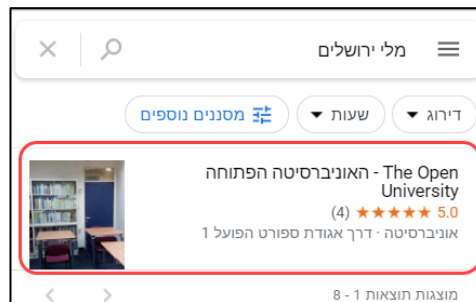 מלי ירושלים
דירוג
שעות
מסננים נוספים
האוניברסיטה הפתוחה - The Open
University
5.0 (4)
אוניברסיטה · דרך אגודת ספורט הפועל 1
מוצגות תוצאות 1 - 8